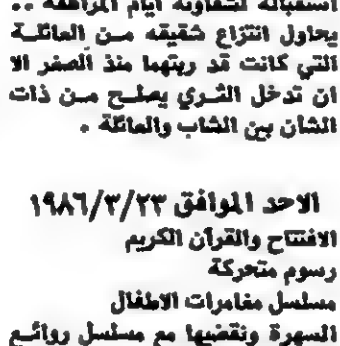 استقباله لشقاوته ايام المراهقة ..
يحاول انتزاع شقيقه من العائلة
التي كانت قد ربتهما منذ الصغر الا
ان تدخل الثري يصلح من ذات
الشأن بين الشاب والعائلة .
الاحد الموافق ١٩٨٦/٣/٢٣
الافتتاح والقرآن الكريم
رسوم متحركة
مسلسل مغامرات الاطفال
السهرة ونقضيها مع مسلسل روائع